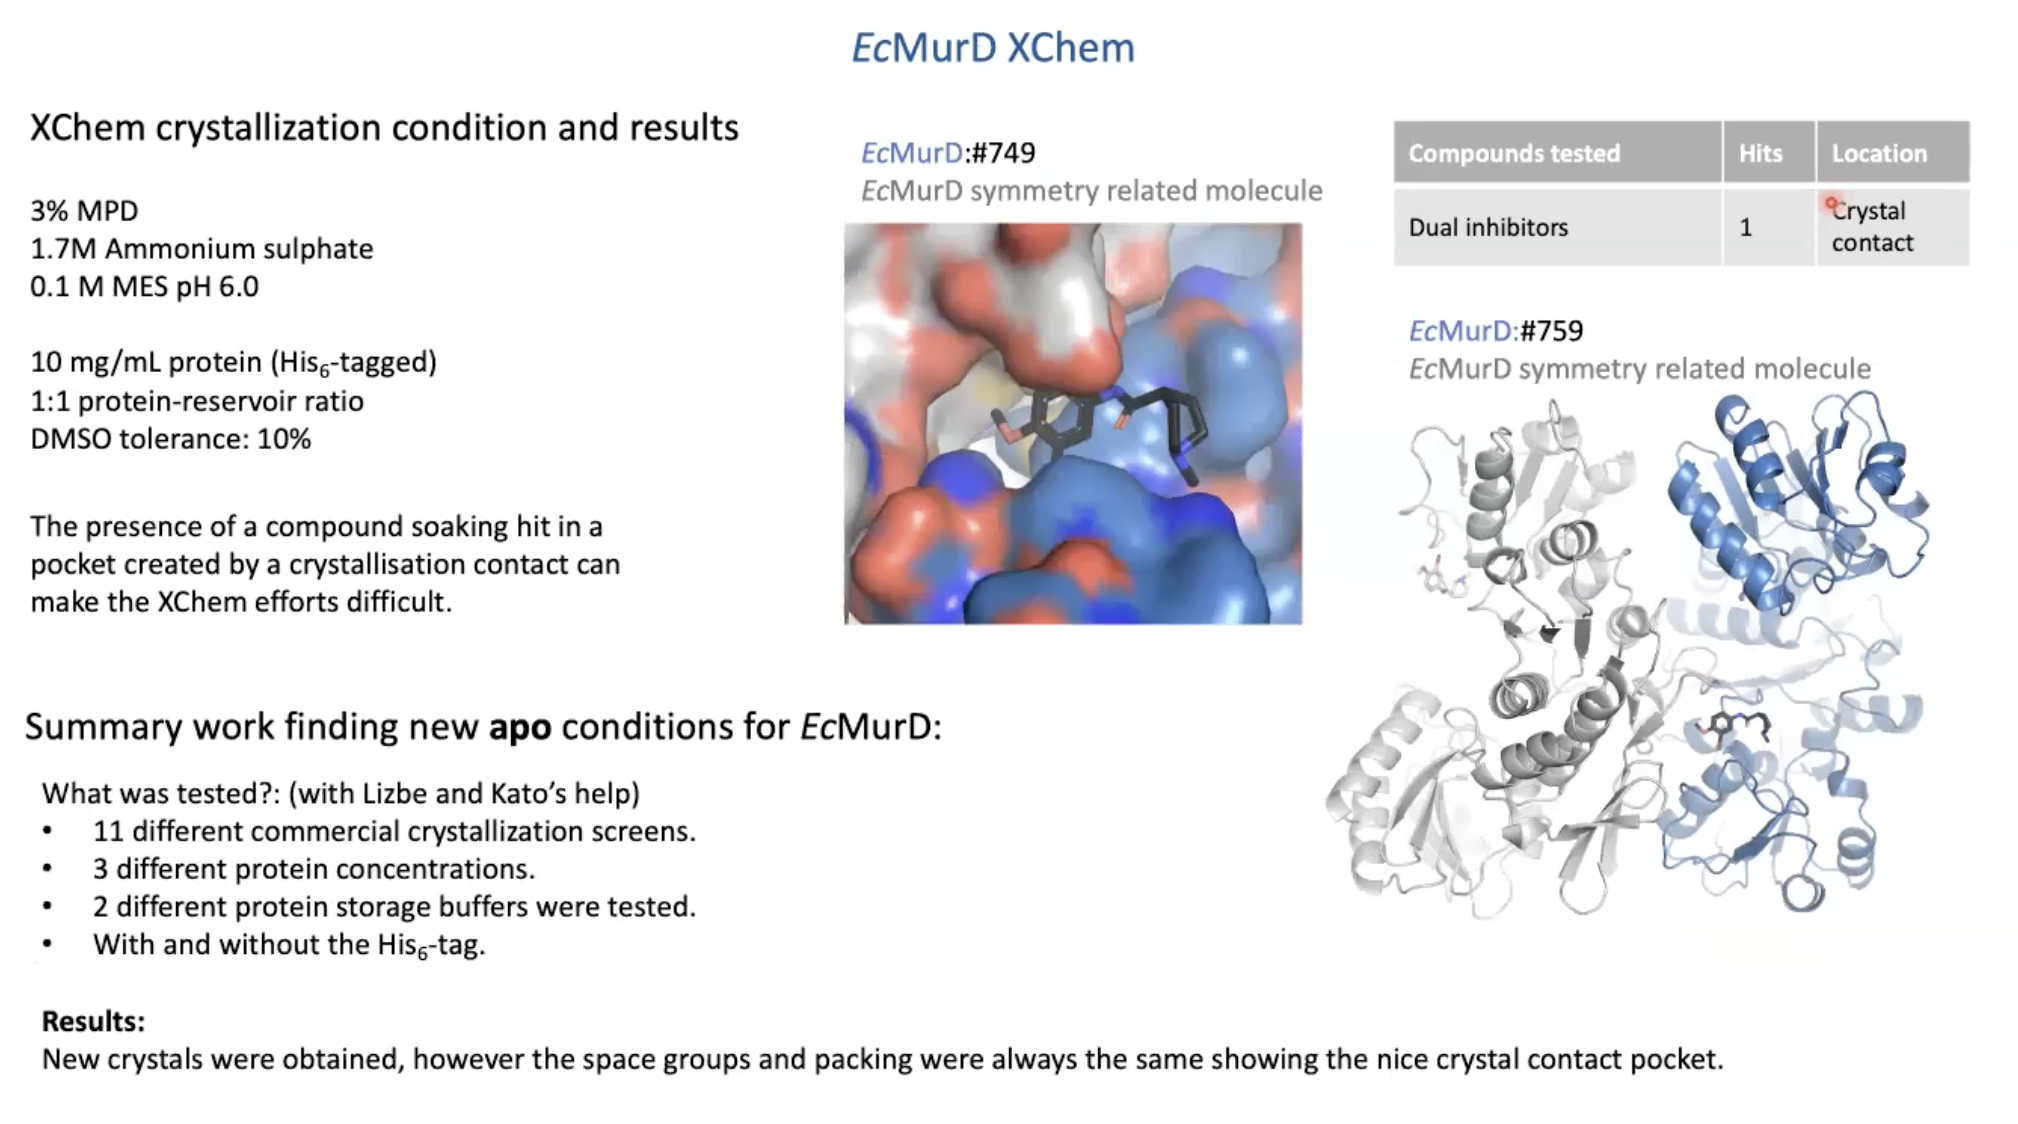 EcMurD XChem
XChem crystallization condition and results
3% MPD
1.7M Ammonium sulphate
0.1 M MES pH 6.0
10 mg/mL protein (His₆-tagged)
1:1 protein-reservoir ratio
DMSO tolerance: 10%
The presence of a compound soaking hit in a
pocket created by a crystallisation contact can
make the XChem efforts difficult.
EcMurD:#749
EcMurD symmetry related molecule
Compounds tested Hits Location
Dual inhibitors 1 Crystal
contact
EcMurD:#759
EcMurD symmetry related molecule
Summary work finding new apo conditions for EcMurD:
What was tested?: (with Lizbe and Kato’s help)
• 11 different commercial crystallization screens.
• 3 different protein concentrations.
• 2 different protein storage buffers were tested.
• With and without the His₆-tag.
Results:
New crystals were obtained, however the space groups and packing were always the same showing the nice crystal contact pocket.